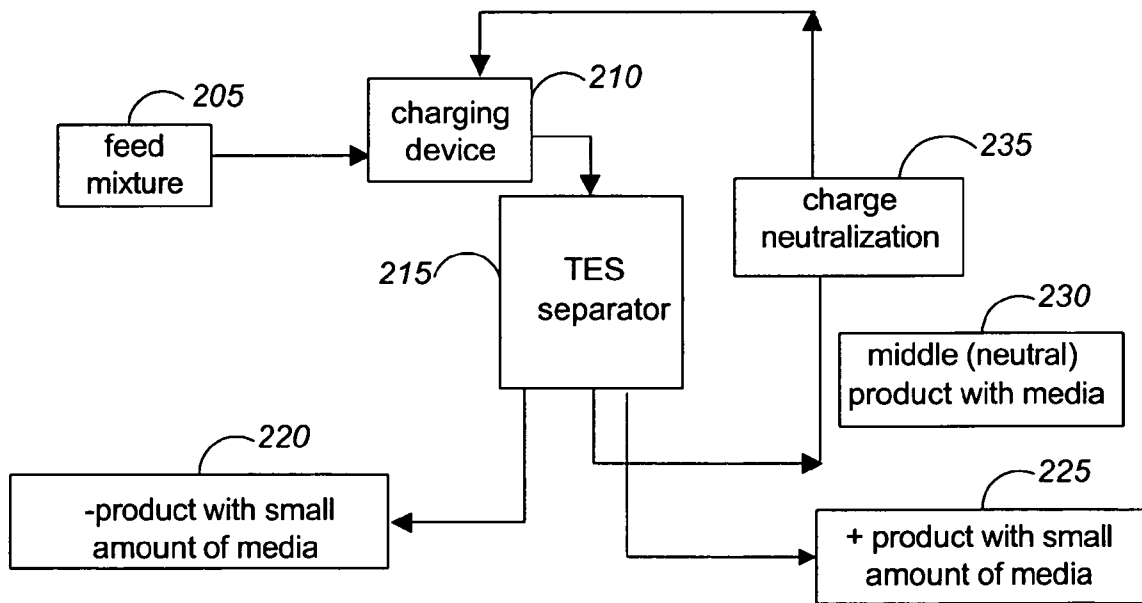 205
feed
mixture
210
charging
device
235
charge
neutralization
215
TES
separator
230
middle (neutral)
product with media
220
-product with small
amount of media
225
+ product with small
amount of media